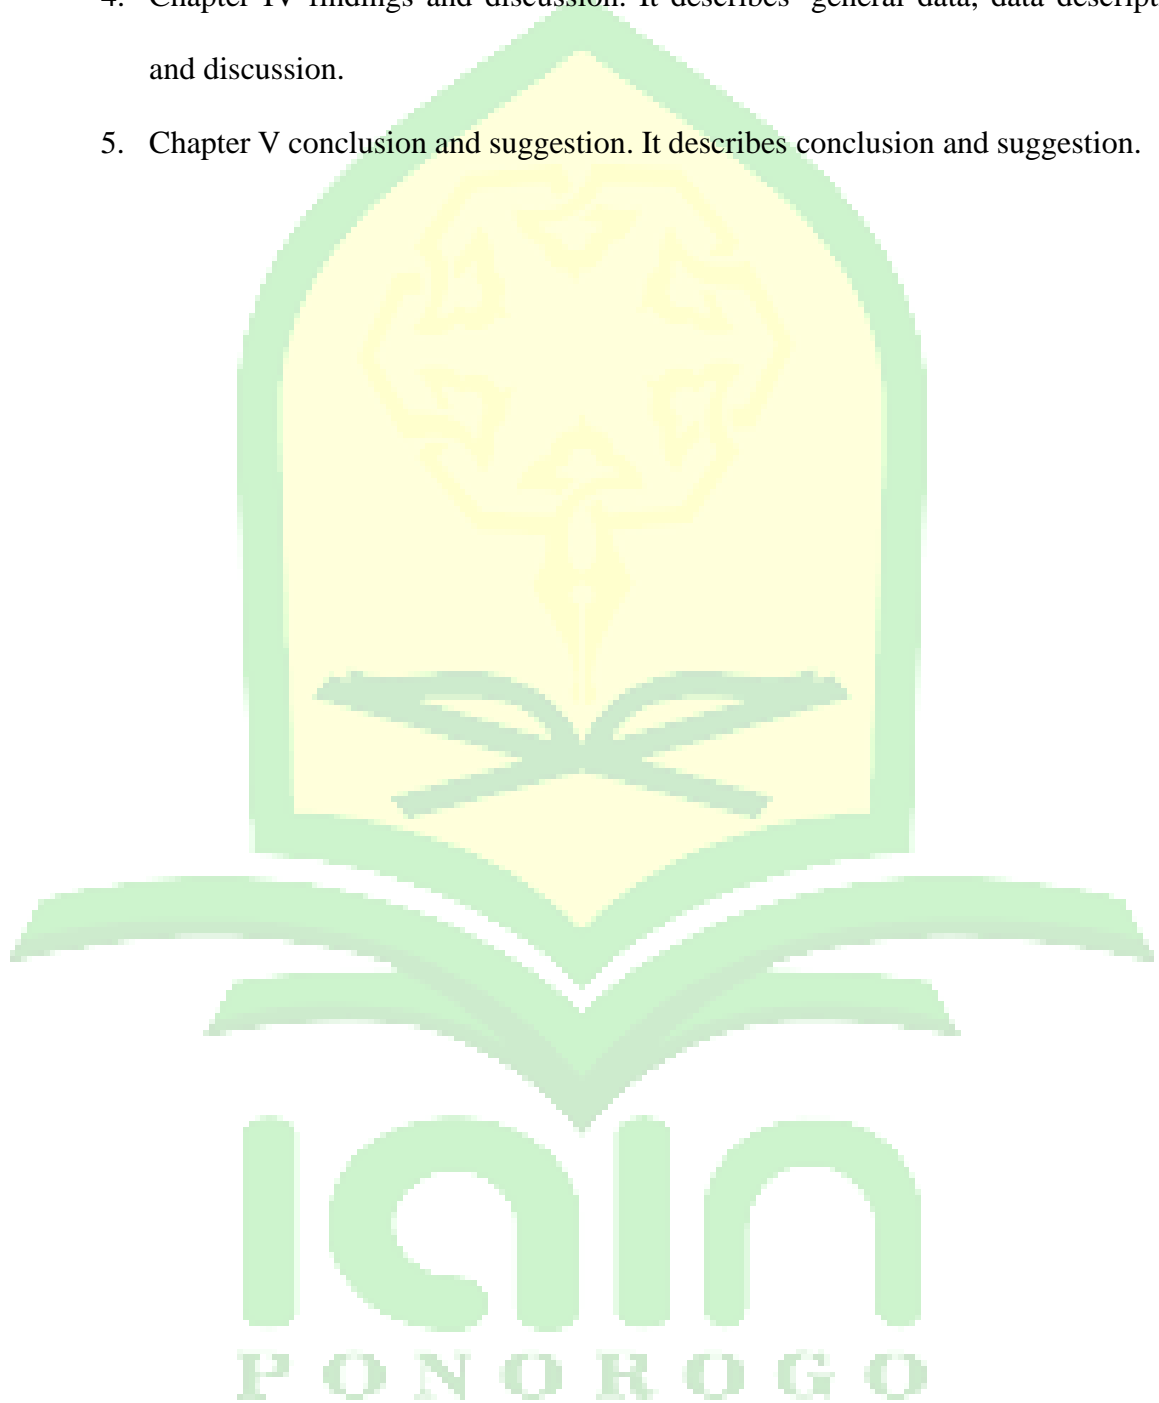 4. Chapter IV findings and discussion. It describes general data, data descript
and discussion.
5. Chapter V conclusion and suggestion. It describes conclusion and suggestion.
iain
PONOROGO